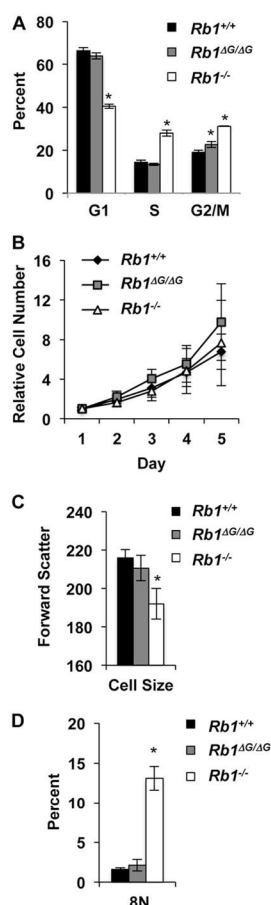 A
Rb1+/+
Rb1ΔG/ΔG
Rb1-/-
Percent
80
60
40
20
0
*
*
*
*
G1 S G2/M
B
Rb1+/+
Rb1ΔG/ΔG
Rb1-/-
Relative Cell Number
16
12
8
4
0
1 2 3 4 5
Day
C
Rb1+/+
Rb1ΔG/ΔG
Rb1-/-
Forward Scatter
220
200
180
160
240
*
Cell Size
D
Rb1+/+
Rb1ΔG/ΔG
Rb1-/-
Percent
20
15
10
5
0
*
8N